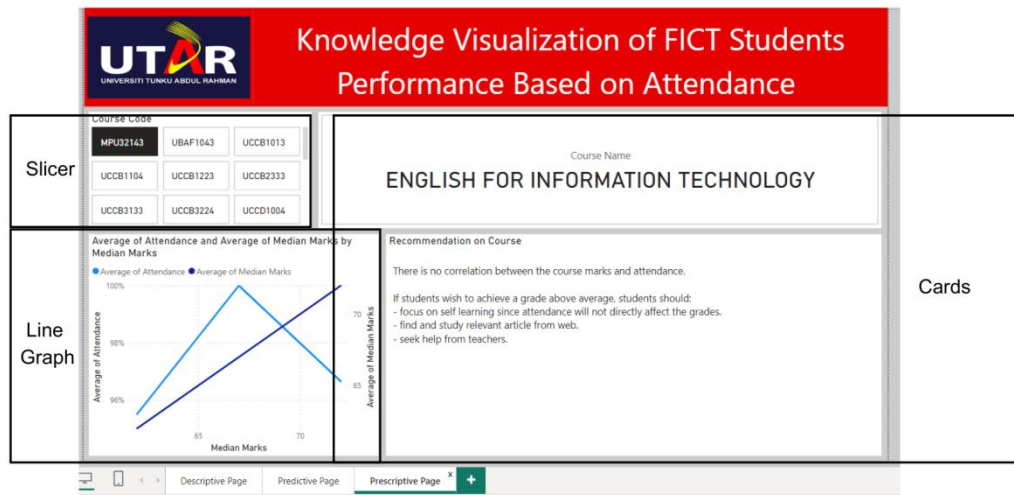 UTAR
UNIVERSITI TUNKU ABDUL RAHMAN
Knowledge Visualization of FICT Students
Performance Based on Attendance
Slicer
Course Code
MPU32143 UBAF1043 UCCB1013
UCCB1104 UCCB1223 UCCB2333
UCCB3133 UCCB3224 UCCD1004
Course Name
ENGLISH FOR INFORMATION TECHNOLOGY
Cards
Line
Graph
Average of Attendance and Average of Median Marks by
Median Marks
Average of Attendance Average of Median Marks
100%
98%
96%
Average of Attendance
70
65
Average of Median Marks
65 70
Median Marks
Recommendation on Course
There is no correlation between the course marks and attendance.
If students wish to achieve a grade above average, students should:
- focus on self learning since attendance will not directly affect the grades.
- find and study relevant article from web.
- seek help from teachers.
Descriptive Page Predictive Page Prescriptive Page x +